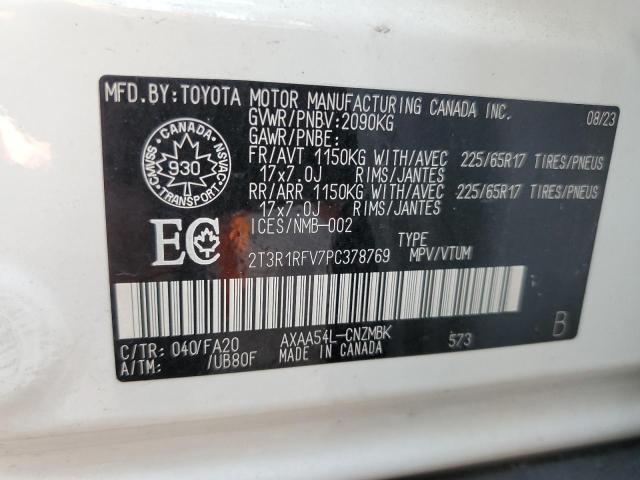 MFD.BY:TOYOTA MOTOR MANUFACTURING CANADA INC.
GVWR/PNBV:2090KG 08/23
GAWR/PNBE:
FR/AVT 1150KG WITH/AVEC 225/65R17 TIRES/PNEUS
17x7.0J RIMS/JANTES
RR/ARR 1150KG WITH/AVEC 225/65R17 TIRES/PNEUS
17x7.0J RIMS/JANTES
ICES/NMB-002
CANADA
CMVSS 930 NSVAC
TRANSPORT
EC
TYPE
2T3R1RFV7PC378769 MPV/VTUM
B
C/TR: 040/FA20 AXAA54L-CNZMBK 573
A/TM: /UB80F MADE IN CANADA